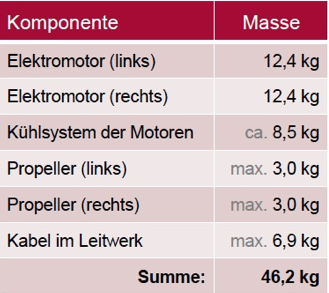 Komponente Masse
Elektromotor (links) 12,4 kg
Elektromotor (rechts) 12,4 kg
Kühlsystem der Motoren ca. 8,5 kg
Propeller (links) max. 3,0 kg
Propeller (rechts) max. 3,0 kg
Kabel im Leitwerk max. 6,9 kg
Summe: 46,2 kg